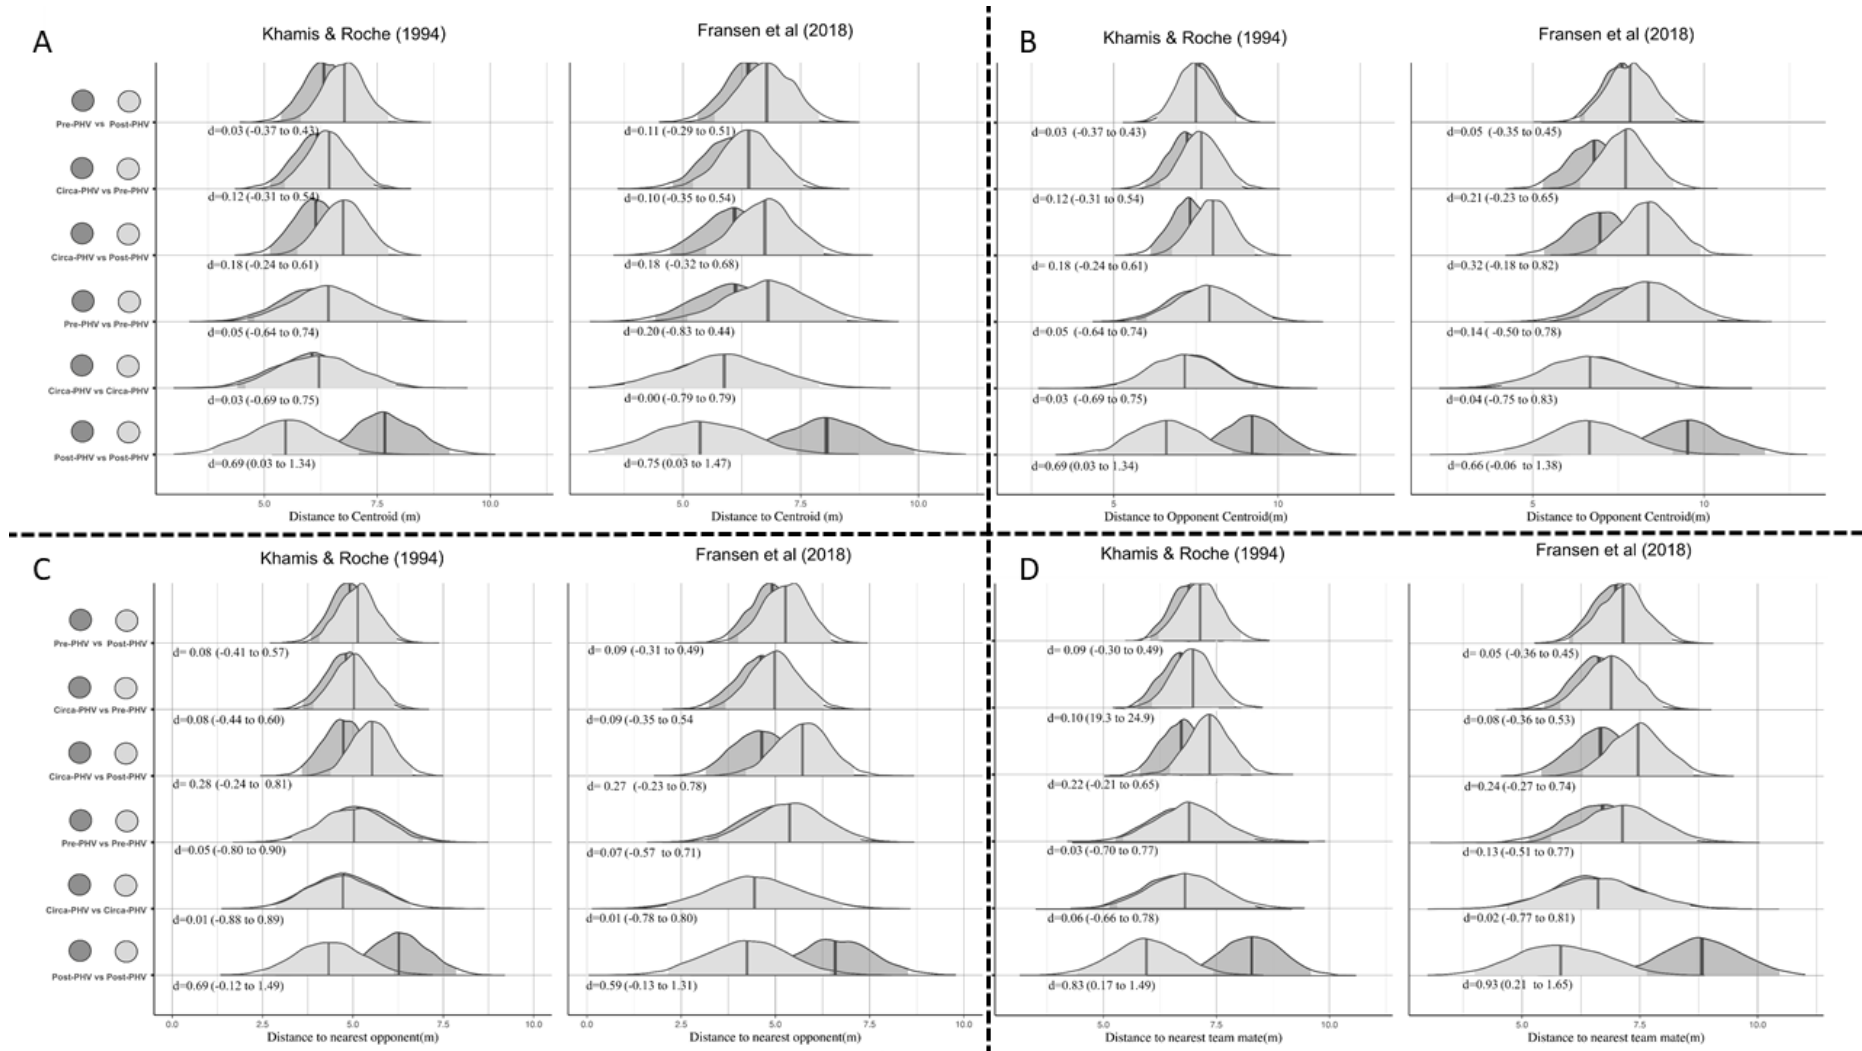 A
Khamis & Roche (1994)
Fransen et al (2018)
Pre-PHV vs Post-PHV
d=0.03 (-0.37 to 0.43)
d=0.11 (-0.29 to 0.51)
Circa-PHV vs Pre-PHV
d=0.12 (-0.31 to 0.54)
d=0.10 (-0.35 to 0.54)
Circa-PHV vs Post-PHV
d=0.18 (-0.24 to 0.61)
d=0.18 (-0.32 to 0.68)
Pre-PHV vs Pre-PHV
d=0.05 (-0.64 to 0.74)
d=0.20 (-0.83 to 0.44)
Circa-PHV vs Circa-PHV
d=0.03 (-0.69 to 0.75)
d=0.00 (-0.79 to 0.79)
Post-PHV vs Post-PHV
d=0.69 (0.03 to 1.34)
d=0.75 (0.03 to 1.47)
5.0 7.5 10.0
5.0 7.5 10.0
Distance to Centroid (m)
Distance to Centroid (m)
B
Khamis & Roche (1994)
Fransen et al (2018)
d=0.03 (-0.37 to 0.43)
d=0.05 (-0.35 to 0.45)
d=0.12 (-0.31 to 0.54)
d=0.21 (-0.23 to 0.65)
d= 0.18 (-0.24 to 0.61)
d=0.32 (-0.18 to 0.82)
d=0.05 (-0.64 to 0.74)
d=0.14 (-0.50 to 0.78)
d=0.03 (-0.69 to 0.75)
d=0.04 (-0.75 to 0.83)
d=0.69 (0.03 to 1.34)
d=0.66 (-0.06 to 1.38)
5 10
5 10
Distance to Opponent Centroid(m)
Distance to Opponent Centroid(m)
C
Khamis & Roche (1994)
Fransen et al (2018)
Pre-PHV vs Post-PHV
d= 0.08 (-0.41 to 0.57)
d= 0.09 (-0.31 to 0.49)
Circa-PHV vs Pre-PHV
d=0.08 (-0.44 to 0.60)
d=0.09 (-0.35 to 0.54
Circa-PHV vs Post-PHV
d= 0.28 (-0.24 to 0.81)
d= 0.27 (-0.23 to 0.78)
Pre-PHV vs Pre-PHV
d=0.05 (-0.80 to 0.90)
d=0.07 (-0.57 to 0.71)
Circa-PHV vs Circa-PHV
d=0.01 (-0.88 to 0.89)
d=0.01 (-0.78 to 0.80)
Post-PHV vs Post-PHV
d=0.69 (-0.12 to 1.49)
d=0.59 (-0.13 to 1.31)
0.0 2.5 5.0 7.5 10.0
0.0 2.5 5.0 7.5 10.0
Distance to nearest opponent(m)
Distance to nearest opponent(m)
D
Khamis & Roche (1994)
Fransen et al (2018)
d= 0.09 (-0.30 to 0.49)
d= 0.05 (-0.36 to 0.45)
d=0.10 (19.3 to 24.9)
d=0.08 (-0.36 to 0.53)
d=0.22 (-0.21 to 0.65)
d=0.24 (-0.27 to 0.74)
d=0.03 (-0.70 to 0.77)
d=0.13 (-0.51 to 0.77)
d=0.06 (-0.66 to 0.78)
d=0.02 (-0.77 to 0.81)
d=0.83 (0.17 to 1.49)
d=0.93 (0.21 to 1.65)
5.0 7.5 10.0
5.0 7.5 10.0
Distance to nearest team mate(m)
Distance to nearest team mate(m)